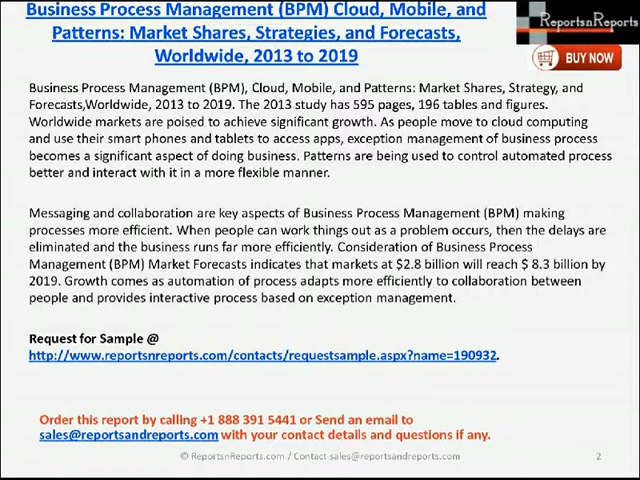 Business Process Management (BPM) Cloud, Mobile, and
Patterns: Market Shares, Strategies, and Forecasts,
Worldwide, 2013 to 2019
ReportsnReports
BUY NOW
Business Process Management (BPM), Cloud, Mobile, and Patterns: Market Shares, Strategy, and
Forecasts,Worldwide, 2013 to 2019. The 2013 study has 595 pages, 196 tables and figures.
Worldwide markets are poised to achieve significant growth. As people move to cloud computing
and use their smart phones and tablets to access apps, exception management of business process
becomes a significant aspect of doing business. Patterns are being used to control automated process
better and interact with it in a more flexible manner.
Messaging and collaboration are key aspects of Business Process Management (BPM) making
processes more efficient. When people can work things out as a problem occurs, then the delays are
eliminated and the business runs far more efficiently. Consideration of Business Process
Management (BPM) Market Forecasts indicates that markets at $2.8 billion will reach $ 8.3 billion by
2019. Growth comes as automation of process adapts more efficiently to collaboration between
people and provides interactive process based on exception management.
Request for Sample @
http://www.reportsnreports.com/contacts/requestsample.aspx?name=190932.
Order this report by calling +1 888 391 5441 or Send an email to
sales@reportsandreports.com with your contact details and questions if any.
© ReportsnReports.com / Contact sales@reportsandreports.com
2